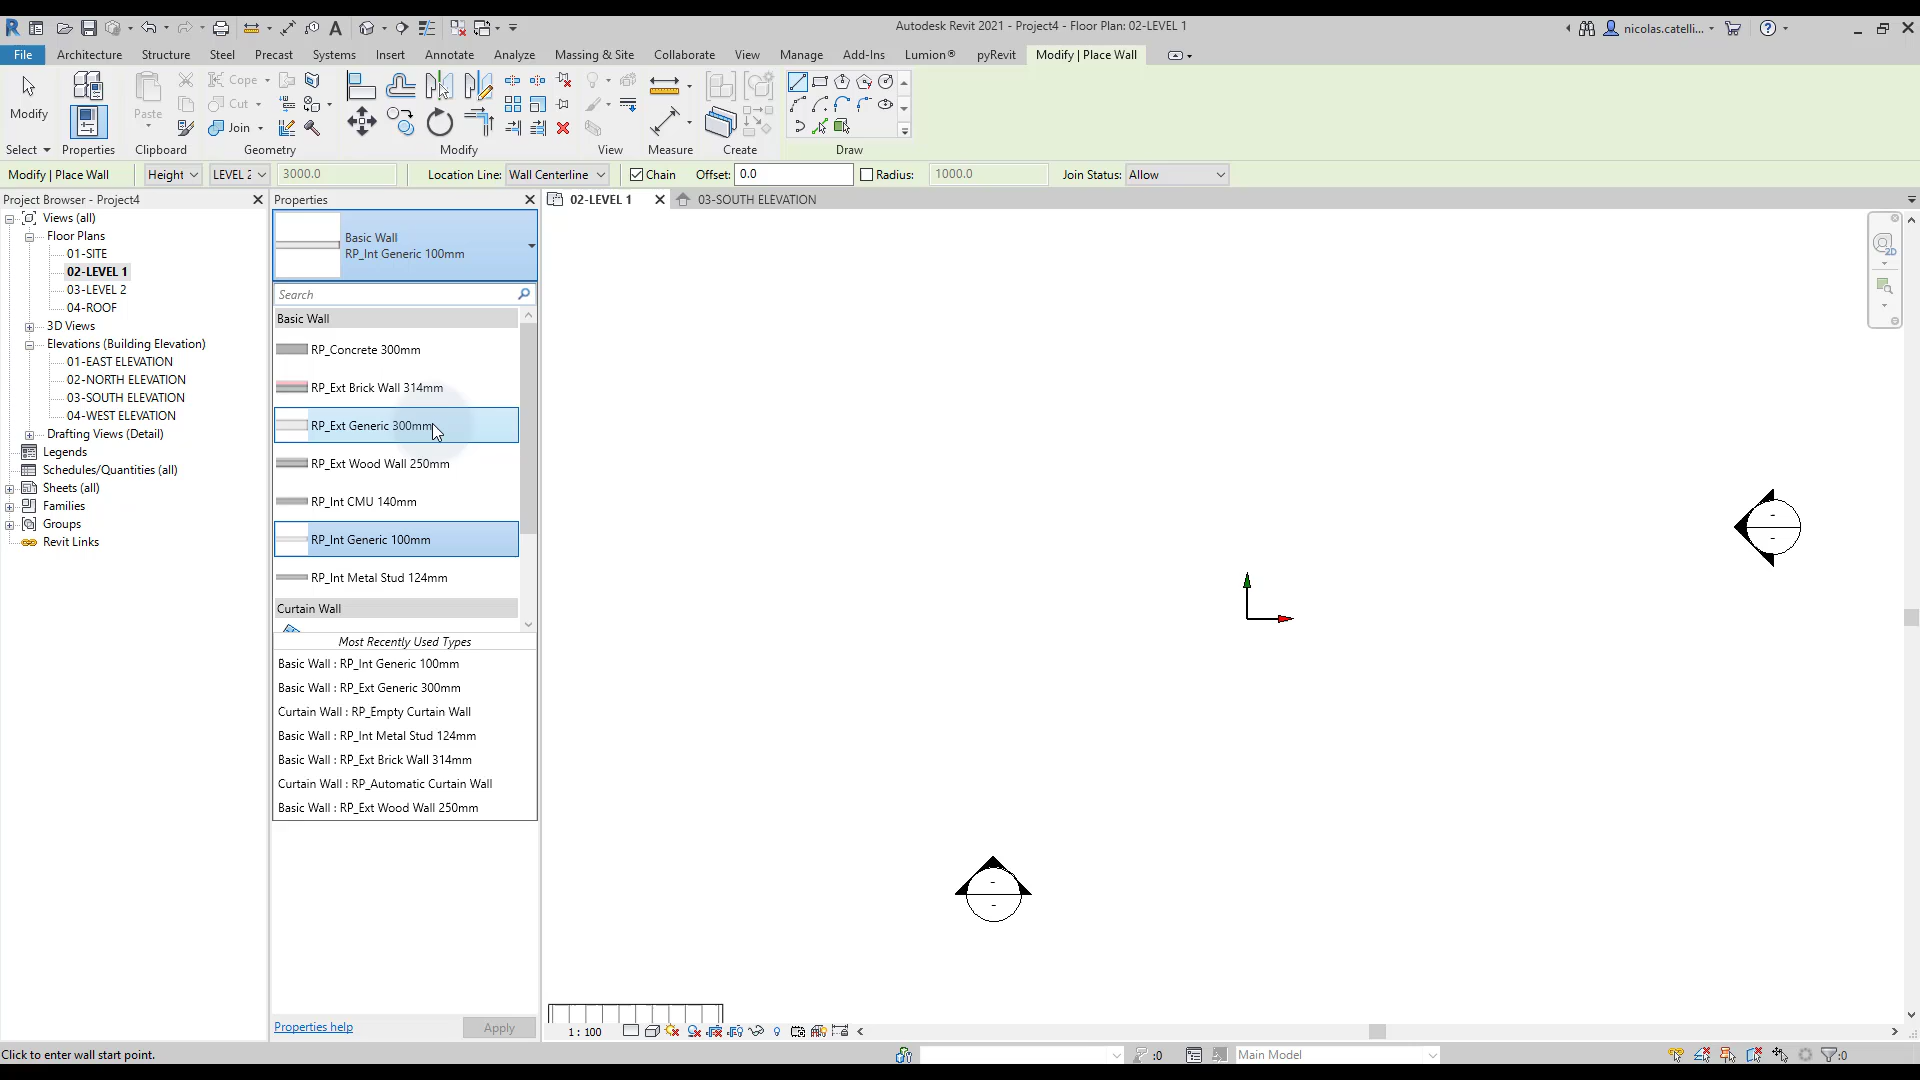 Autodesk Revit 2021 - Project4 - Floor Plan: 02-LEVEL 1
nicolas.catelli...
File Architecture Structure Steel Precast Systems Insert Annotate Analyze Massing & Site Collaborate View Manage Add-Ins Lumion® pyRevit Modify | Place Wall
Modify
Paste
Cope
Cut
Join
Select Properties Clipboard Geometry Modify View Measure Create Draw
Modify | Place Wall Height LEVEL 2 3000.0 Location Line: Wall Centerline Chain Offset: 0.0 Radius: 1000.0 Join Status: Allow
Project Browser - Project4
Views (all)
Floor Plans
01-SITE
02-LEVEL 1
03-LEVEL 2
04-ROOF
3D Views
Elevations (Building Elevation)
01-EAST ELEVATION
02-NORTH ELEVATION
03-SOUTH ELEVATION
04-WEST ELEVATION
Drafting Views (Detail)
Legends
Schedules/Quantities (all)
Sheets (all)
Families
Groups
Revit Links
Properties
Basic Wall
RP_Int Generic 100mm
Search
Basic Wall
RP_Concrete 300mm
RP_Ext Brick Wall 314mm
RP_Ext Generic 300mm
RP_Ext Wood Wall 250mm
RP_Int CMU 140mm
RP_Int Generic 100mm
RP_Int Metal Stud 124mm
Curtain Wall
Most Recently Used Types
Basic Wall : RP_Int Generic 100mm
Basic Wall : RP_Ext Generic 300mm
Curtain Wall : RP_Empty Curtain Wall
Basic Wall : RP_Int Metal Stud 124mm
Basic Wall : RP_Ext Brick Wall 314mm
Curtain Wall : RP_Automatic Curtain Wall
Basic Wall : RP_Ext Wood Wall 250mm
Properties help
Apply
02-LEVEL 1
03-SOUTH ELEVATION
2D
1 : 100
Click to enter wall start point.
:0
Main Model
:0